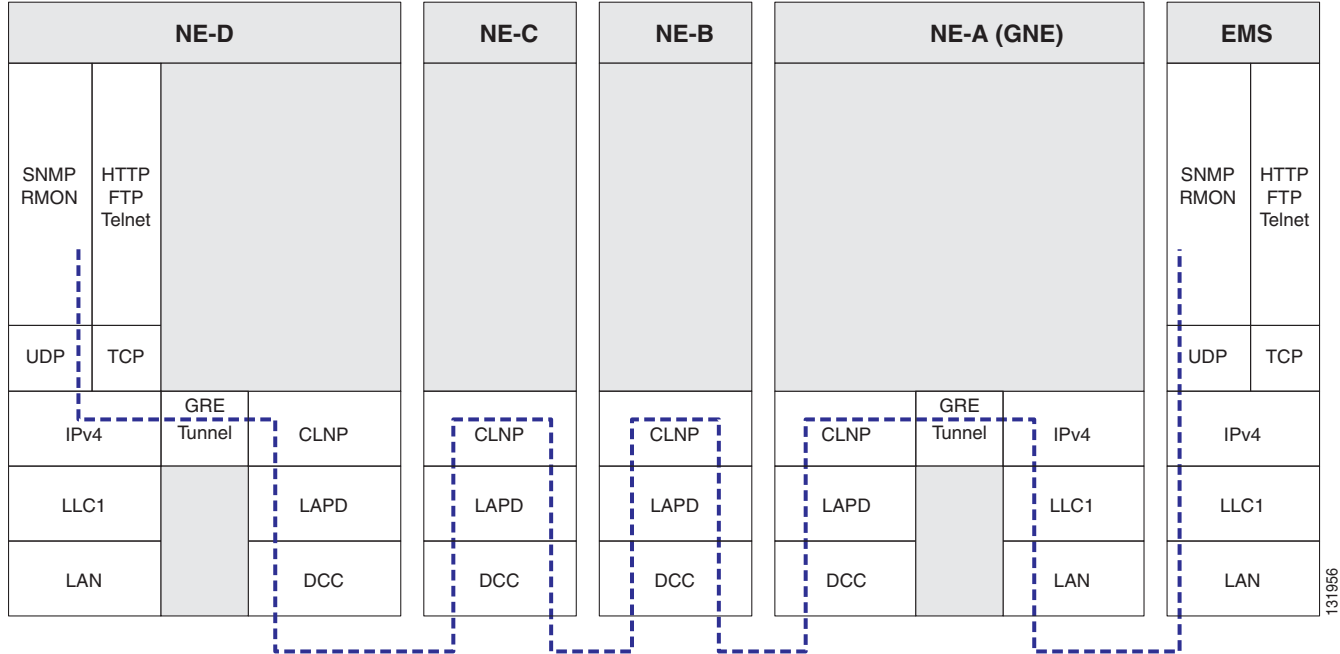 NE-D
NE-C
NE-B
NE-A (GNE)
EMS
SNMP
RMON
HTTP
FTP
Telnet
SNMP
RMON
HTTP
FTP
Telnet
UDP
TCP
UDP
TCP
IPv4
GRE
Tunnel
CLNP
CLNP
CLNP
CLNP
GRE
Tunnel
IPv4
IPv4
LLC1
LAPD
LAPD
LAPD
LAPD
LLC1
LLC1
LAN
DCC
DCC
DCC
DCC
LAN
LAN
131956